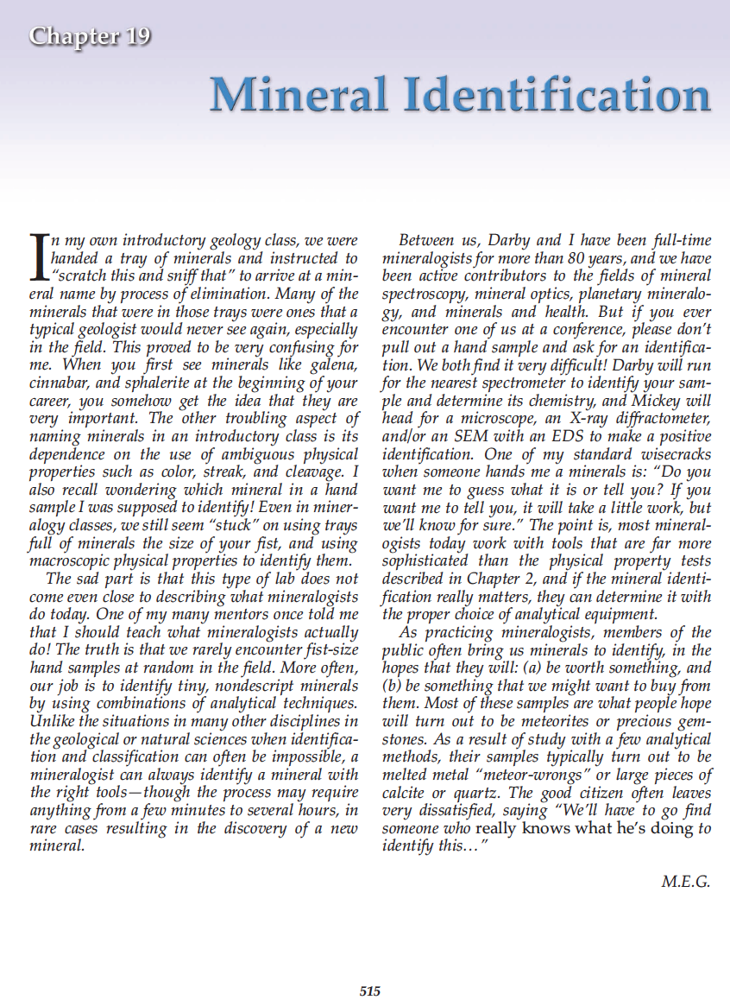 Chapter 19
Mineral Identification
In my own introductory geology class, we were
handed a tray of minerals and instructed to
“scratch this and sniff that” to arrive at a min-
eral name by process of elimination. Many of the
minerals that were in those trays were ones that a
typical geologist would never see again, especially
in the field. This proved to be very confusing for
me. When you first see minerals like galena,
cinnabar, and sphalerite at the beginning of your
career, you somehow get the idea that they are
very important. The other troubling aspect of
naming minerals in an introductory class is its
dependence on the use of ambiguous physical
properties such as color, streak, and cleavage. I
also recall wondering which mineral in a hand
sample I was supposed to identify! Even in miner-
alogy classes, we still seem “stuck” on using trays
full of minerals the size of your fist, and using
macroscopic physical properties to identify them.
The sad part is that this type of lab does not
come even close to describing what mineralogists
do today. One of my many mentors once told me
that I should teach what mineralogists actually
do! The truth is that we rarely encounter fist-size
hand samples at random in the field. More often,
our job is to identify tiny, nondescript minerals
by using combinations of analytical techniques.
Unlike the situations in many other disciplines in
the geological or natural sciences when identifica-
tion and classification can often be impossible, a
mineralogist can always identify a mineral with
the right tools—though the process may require
anything from a few minutes to several hours, in
rare cases resulting in the discovery of a new
mineral.
Between us, Darby and I have been full-time
mineralogists for more than 80 years, and we have
been active contributors to the fields of mineral
spectroscopy, mineral optics, planetary mineralo-
gy, and minerals and health. But if you ever
encounter one of us at a conference, please don’t
pull out a hand sample and ask for an identifica-
tion. We both find it very difficult! Darby will run
for the nearest spectrometer to identify your sam-
ple and determine its chemistry, and Mickey will
head for a microscope, an X-ray diffractometer,
and/or an SEM with an EDS to make a positive
identification. One of my standard wisecracks
when someone hands me a minerals is: “Do you
want me to guess what it is or tell you? If you
want me to tell you, it will take a little work, but
we’ll know for sure.” The point is, most mineral-
ogists today work with tools that are far more
sophisticated than the physical property tests
described in Chapter 2, and if the mineral identi-
fication really matters, they can determine it with
the proper choice of analytical equipment.
As practicing mineralogists, members of the
public often bring us minerals to identify, in the
hopes that they will: (a) be worth something, and
(b) be something that we might want to buy from
them. Most of these samples are what people hope
will turn out to be meteorites or precious gem-
stones. As a result of study with a few analytical
methods, their samples typically turn out to be
melted metal “meteor-wrongs” or large pieces of
calcite or quartz. The good citizen often leaves
very dissatisfied, saying “We’ll have to go find
someone who really knows what he’s doing to
identify this…”
M.E.G.
515